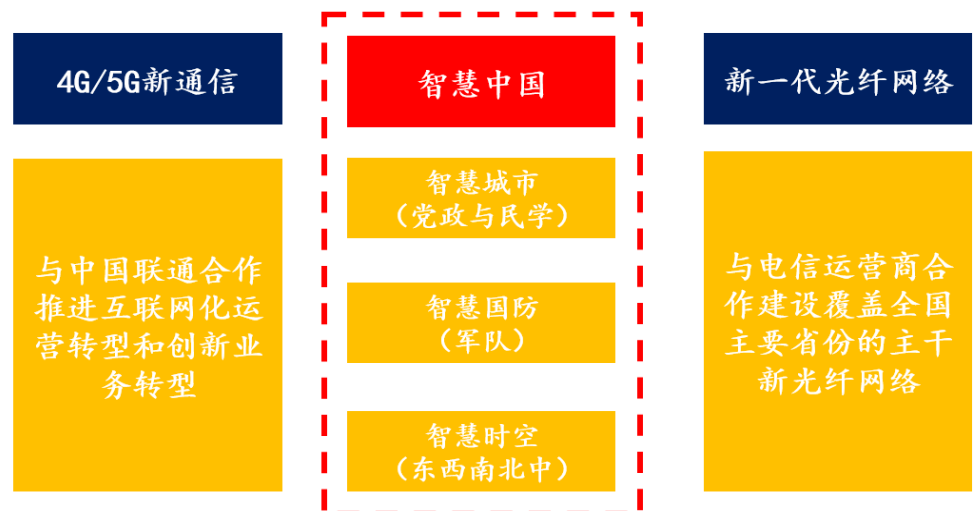 4G/5G新通信
智慧中国
新一代光纤网络
与中国联通合作
推进互联网化运
营转型和创新业
务转型
智慧城市
（党政与民学）
智慧国防
（军队）
智慧时空
（东西南北中）
与电信运营商合
作建设覆盖全国
主要省份的主干
新光纤网络